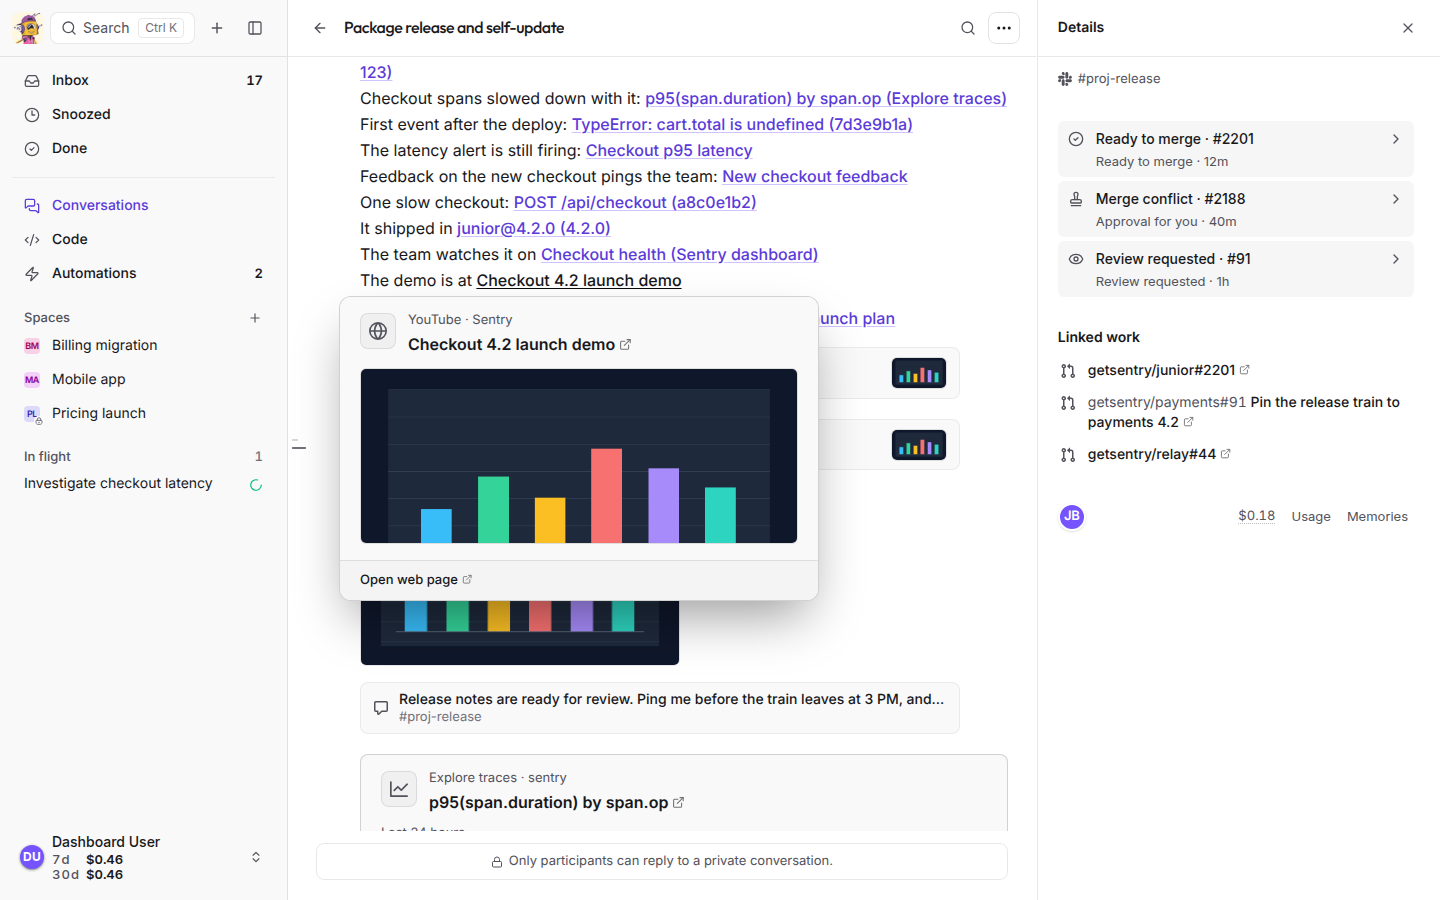 Search Ctrl K
Inbox 17
Snoozed
Done
Conversations
Code
Automations 2
Spaces
BM Billing migration
MA Mobile app
PL Pricing launch
In flight 1
Investigate checkout latency
DU Dashboard User
7d $0.46
30d $0.46
Package release and self-update
123)
Checkout spans slowed down with it: p95(span.duration) by span.op (Explore traces)
First event after the deploy: TypeError: cart.total is undefined (7d3e9b1a)
The latency alert is still firing: Checkout p95 latency
Feedback on the new checkout pings the team: New checkout feedback
One slow checkout: POST /api/checkout (a8c0e1b2)
It shipped in junior@4.2.0 (4.2.0)
The team watches it on Checkout health (Sentry dashboard)
The demo is at Checkout 4.2 launch demo
unch plan
YouTube · Sentry
Checkout 4.2 launch demo
Open web page
Release notes are ready for review. Ping me before the train leaves at 3 PM, and...
#proj-release
Explore traces · sentry
p95(span.duration) by span.op
Last 24 hours
Only participants can reply to a private conversation.
Details
#proj-release
Ready to merge · #2201
Ready to merge · 12m
Merge conflict · #2188
Approval for you · 40m
Review requested · #91
Review requested · 1h
Linked work
getsentry/junior#2201
getsentry/payments#91 Pin the release train to
payments 4.2
getsentry/relay#44
JB $0.18 Usage Memories